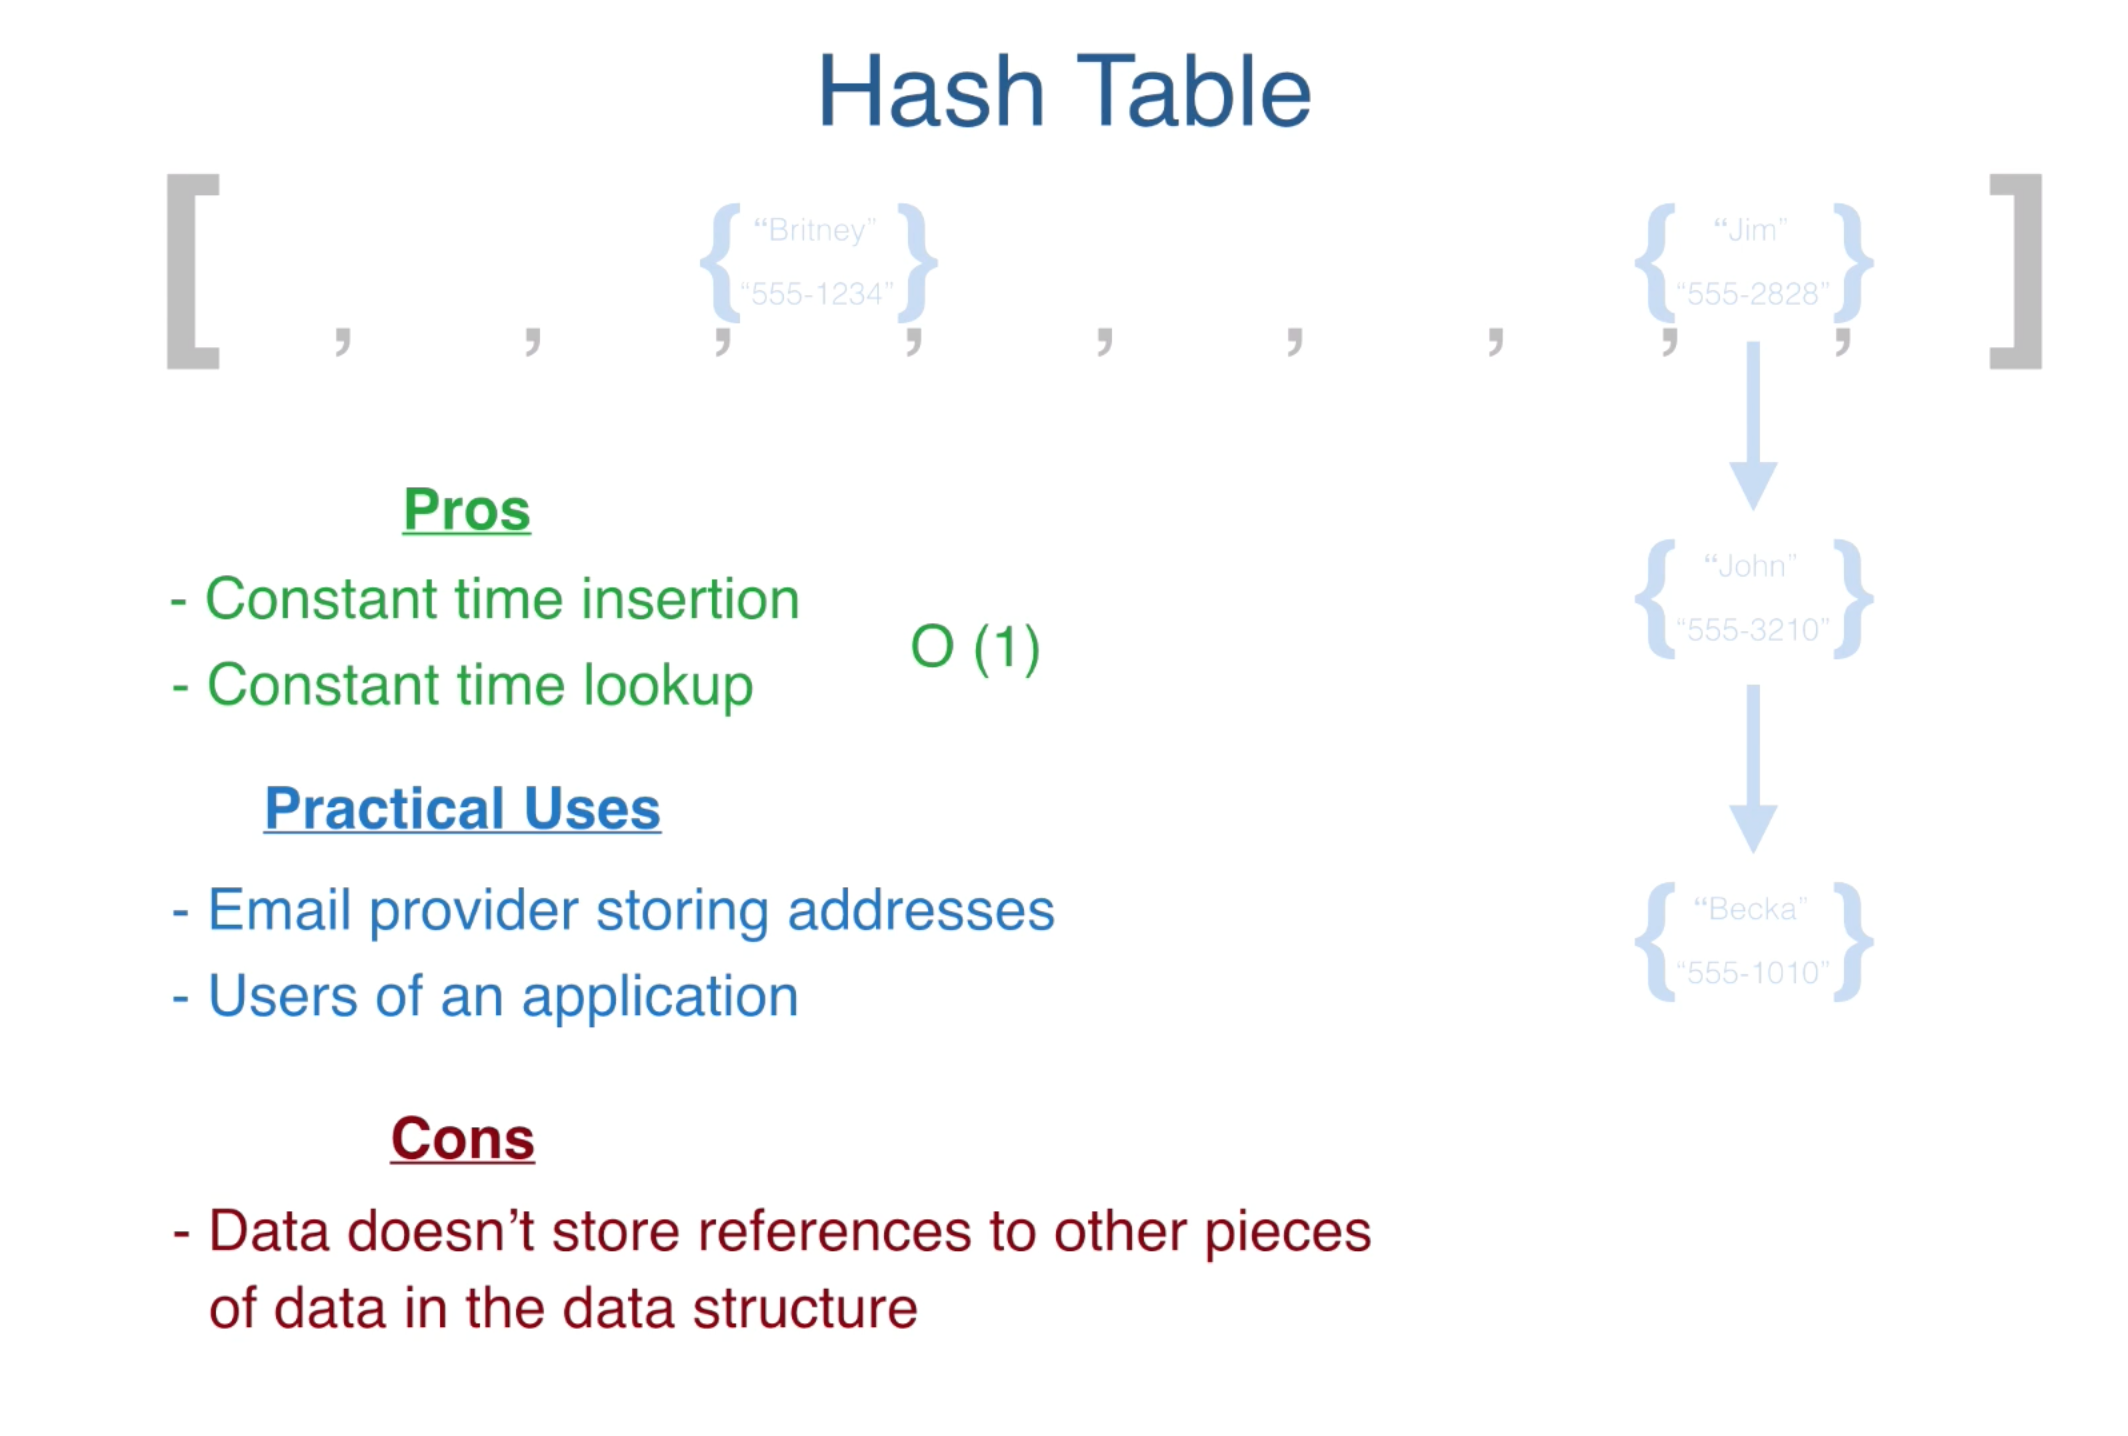 Hash Table
[ , , , , , , , , , ]
{ “Britney” }
“555-1234”
{ “Jim” }
“555-2828”
Pros
- Constant time insertion
O (1)
- Constant time lookup
{ “John” }
“555-3210”
Practical Uses
- Email provider storing addresses
- Users of an application
{ “Becka” }
“555-1010”
Cons
- Data doesn’t store references to other pieces
of data in the data structure